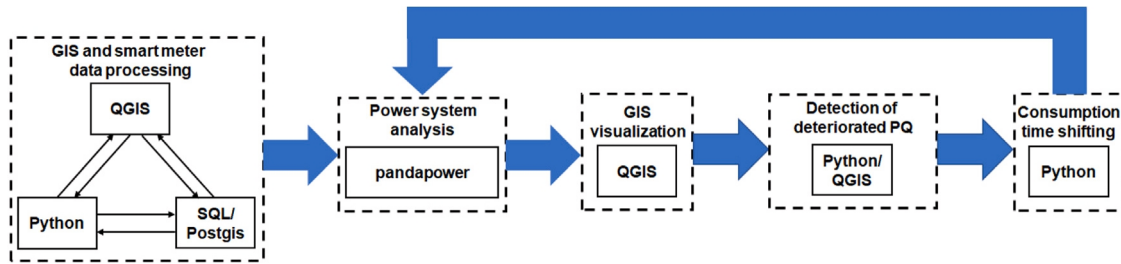 GIS and smart meter
data processing
QGIS
Python
SQL/
Postgis
Power system
analysis
pandapower
GIS
visualization
QGIS
Detection of
deteriorated PQ
Python/
QGIS
Consumption
time shifting
Python